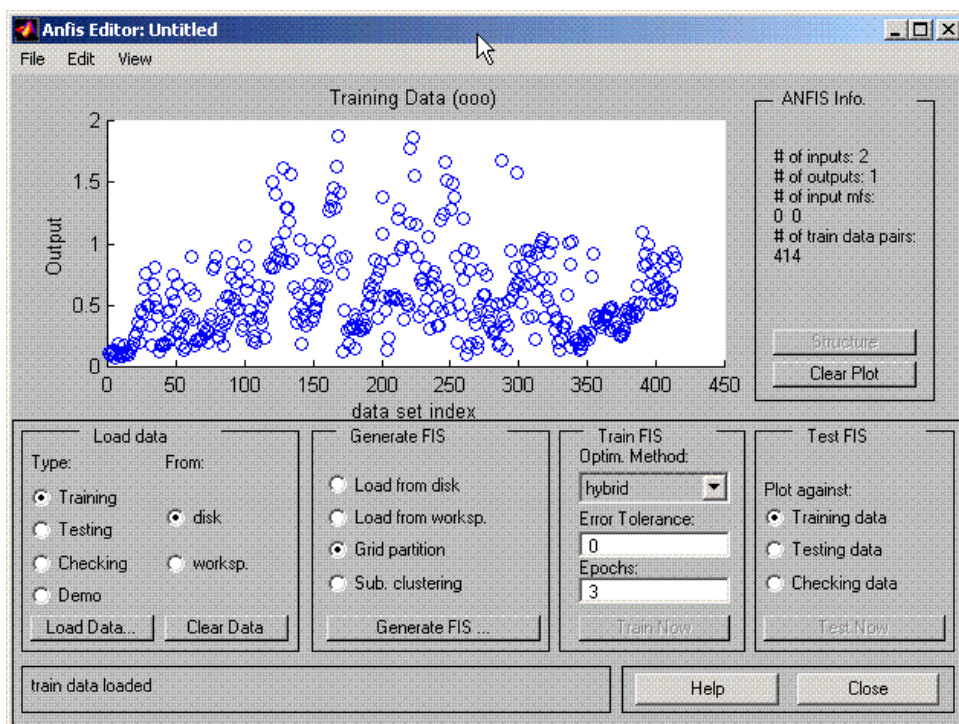 Anfis Editor: Untitled
File Edit View
Training Data (ooo)
2
1.5
1
0.5
0
Output
0 50 100 150 200 250 300 350 400 450
data set index
ANFIS Info.
# of inputs: 2
# of outputs: 1
# of input mfs:
0 0
# of train data pairs:
414
Structure
Clear Plot
Load data
Type: From:
Training
disk
Testing
Checking
worksp.
Demo
Load Data... Clear Data
Generate FIS
Load from disk
Load from worksp.
Grid partition
Sub. clustering
Generate FIS ...
Train FIS
Optim. Method:
hybrid
Error Tolerance:
0
Epochs:
3
Train Now
Test FIS
Plot against:
Training data
Testing data
Checking data
Test Now
train data loaded
Help Close